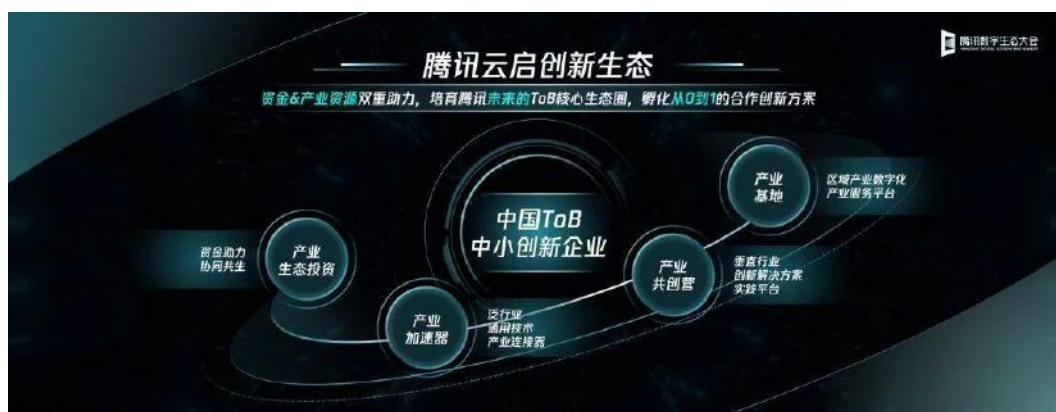 腾讯数字生态大会
腾讯云启创新生态
资金&产业资源双重助力，培育腾讯未来的ToB核心生态圈，孵化从0到1的合作创新方案
产业
基地
区域产业数字化
产业服务平台
中国ToB
中小创新企业
资金助力
协同共生
产业
生态投资
产业
共创营
垂直行业
创新解决方案
实践平台
产业
加速器
泛行业
通用技术
产业连接器